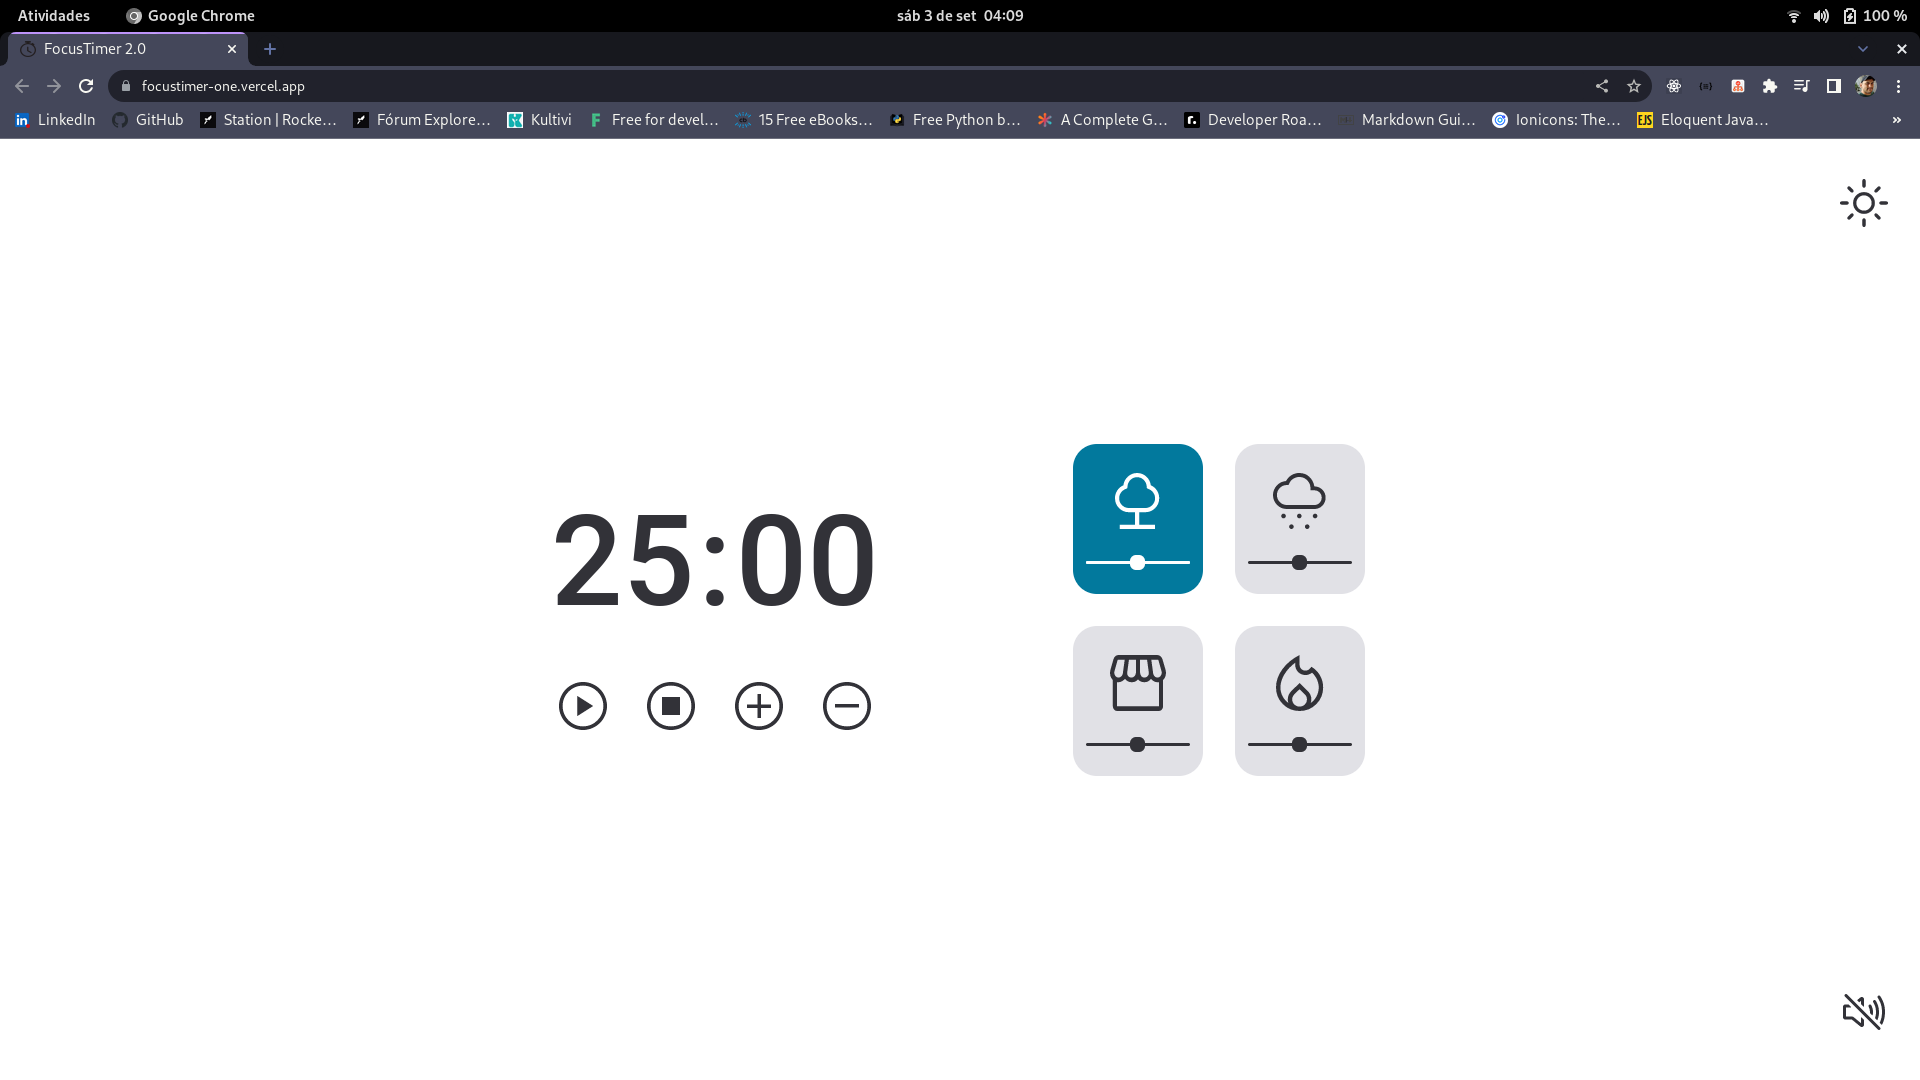 Atividades Google Chrome sáb 3 de set 04:09 100 %
FocusTimer 2.0
focustimer-one.vercel.app
LinkedIn GitHub Station | Rocke... Fórum Explore... Kultivi Free for devel... 15 Free eBooks... Free Python b... A Complete G... Developer Roa... Markdown Gui... Ionicons: The... EJS Eloquent Java... »
25:00